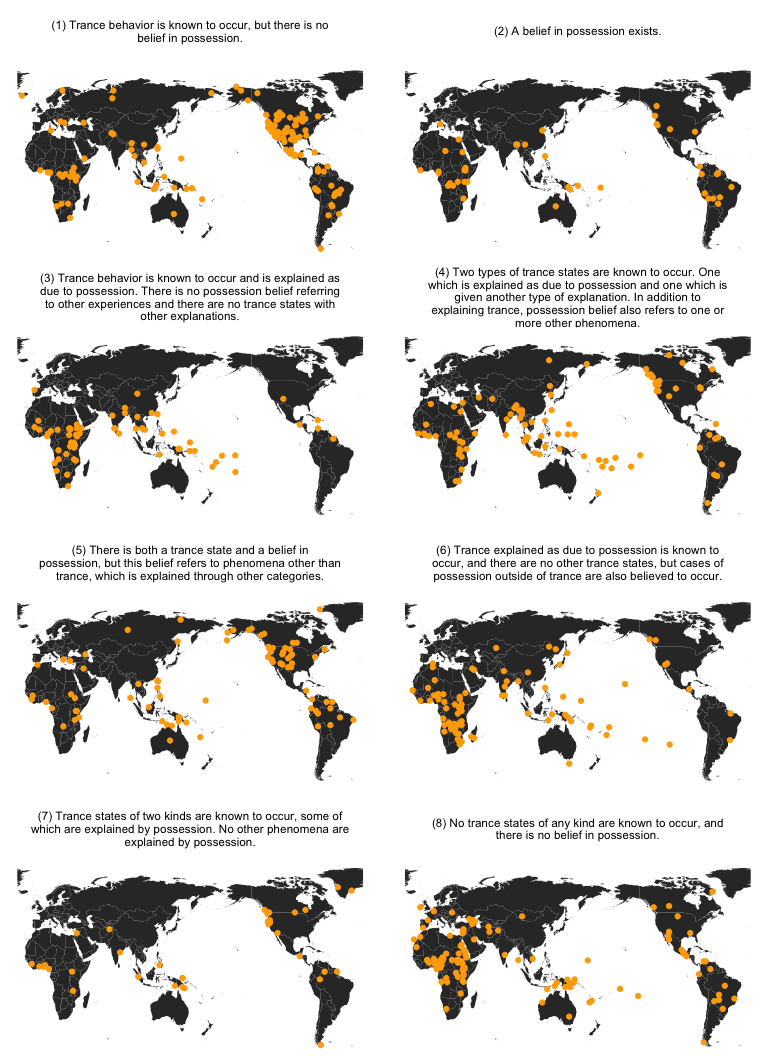 (1) Trance behavior is known to occur, but there is no
belief in possession.
(2) A belief in possession exists.
(3) Trance behavior is known to occur and is explained as
due to possession. There is no possession belief referring
to other experiences and there are no trance states with
other explanations.
(4) Two types of trance states are known to occur. One
which is explained as due to possession and one which is
given another type of explanation. In addition to
explaining trance, possession belief also refers to one or
more other phenomena.
(5) There is both a trance state and a belief in
possession, but this belief refers to phenomena other than
trance, which is explained through other categories.
(6) Trance explained as due to possession is known to
occur, and there are no other trance states, but cases of
possession outside of trance are also believed to occur.
(7) Trance states of two kinds are known to occur, some of
which are explained by possession. No other phenomena are
explained by possession.
(8) No trance states of any kind are known to occur, and
there is no belief in possession.